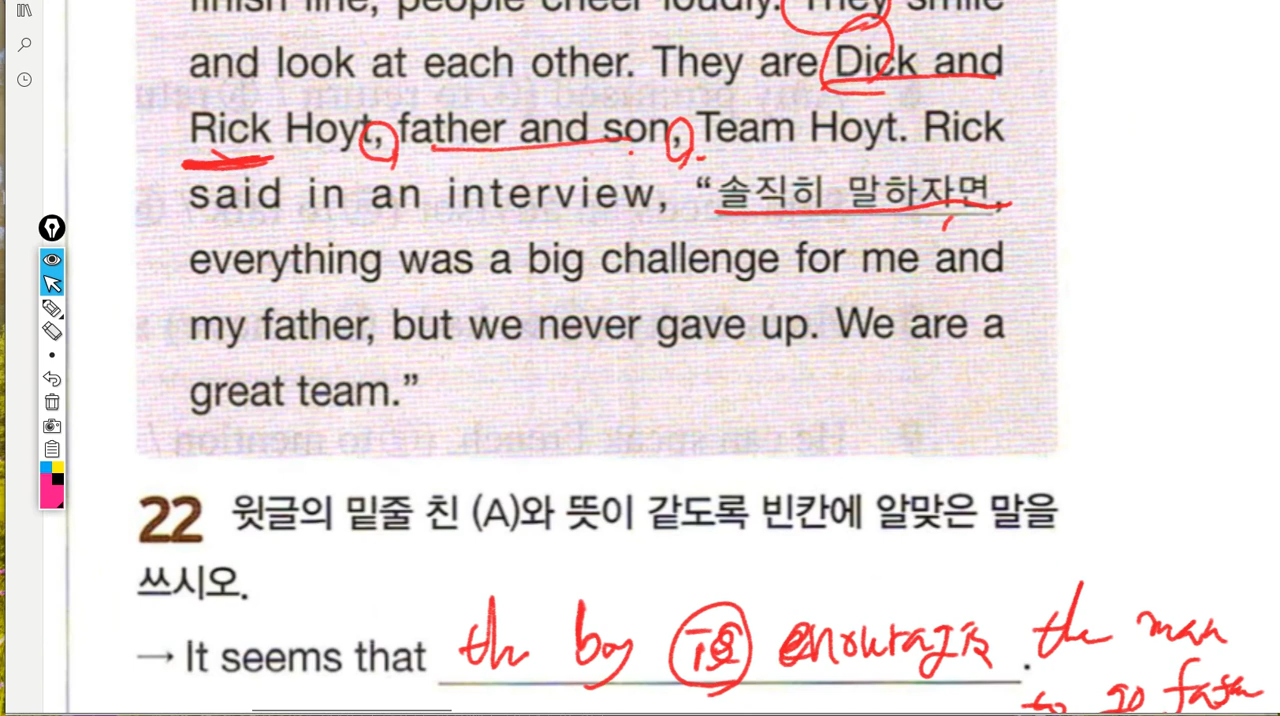 finish line, people cheer loudly. They smile
and look at each other. They are Dick and
Rick Hoyt, father and son, Team Hoyt. Rick
said in an interview, “솔직히 말하자면,
everything was a big challenge for me and
my father, but we never gave up. We are a
great team.”
22 윗글의 밑줄 친 (A)와 뜻이 같도록 빈칸에 알맞은 말을
쓰시오.
→ It seems that the boy is . the man
to go